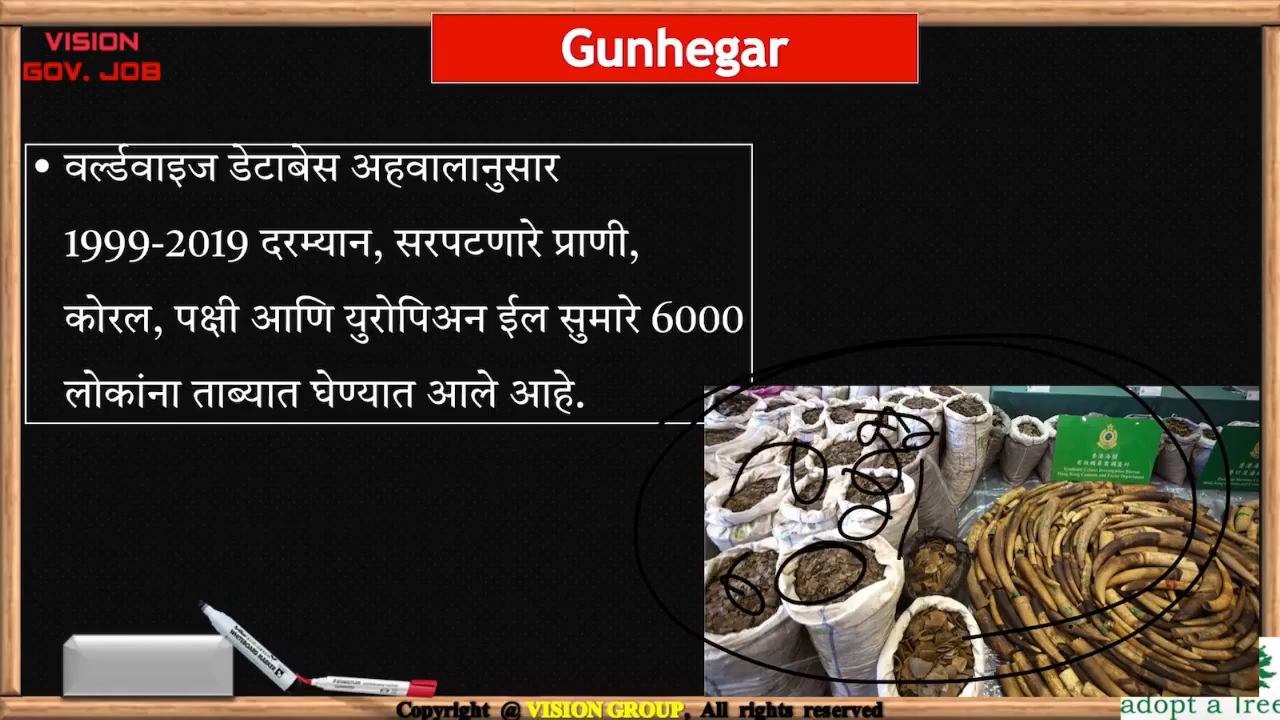 VISION
GOV. JOB
Gunhegar
• वर्ल्डवाइज डेटाबेस अहवालानुसार
1999-2019 दरम्यान, सरपटणारे प्राणी,
कोरल, पक्षी आणि युरोपिअन ईल सुमारे 6000
लोकांना ताब्यात घेण्यात आले आहे.
Copyright @ VISION GROUP, All rights reserved
adopt a Tree